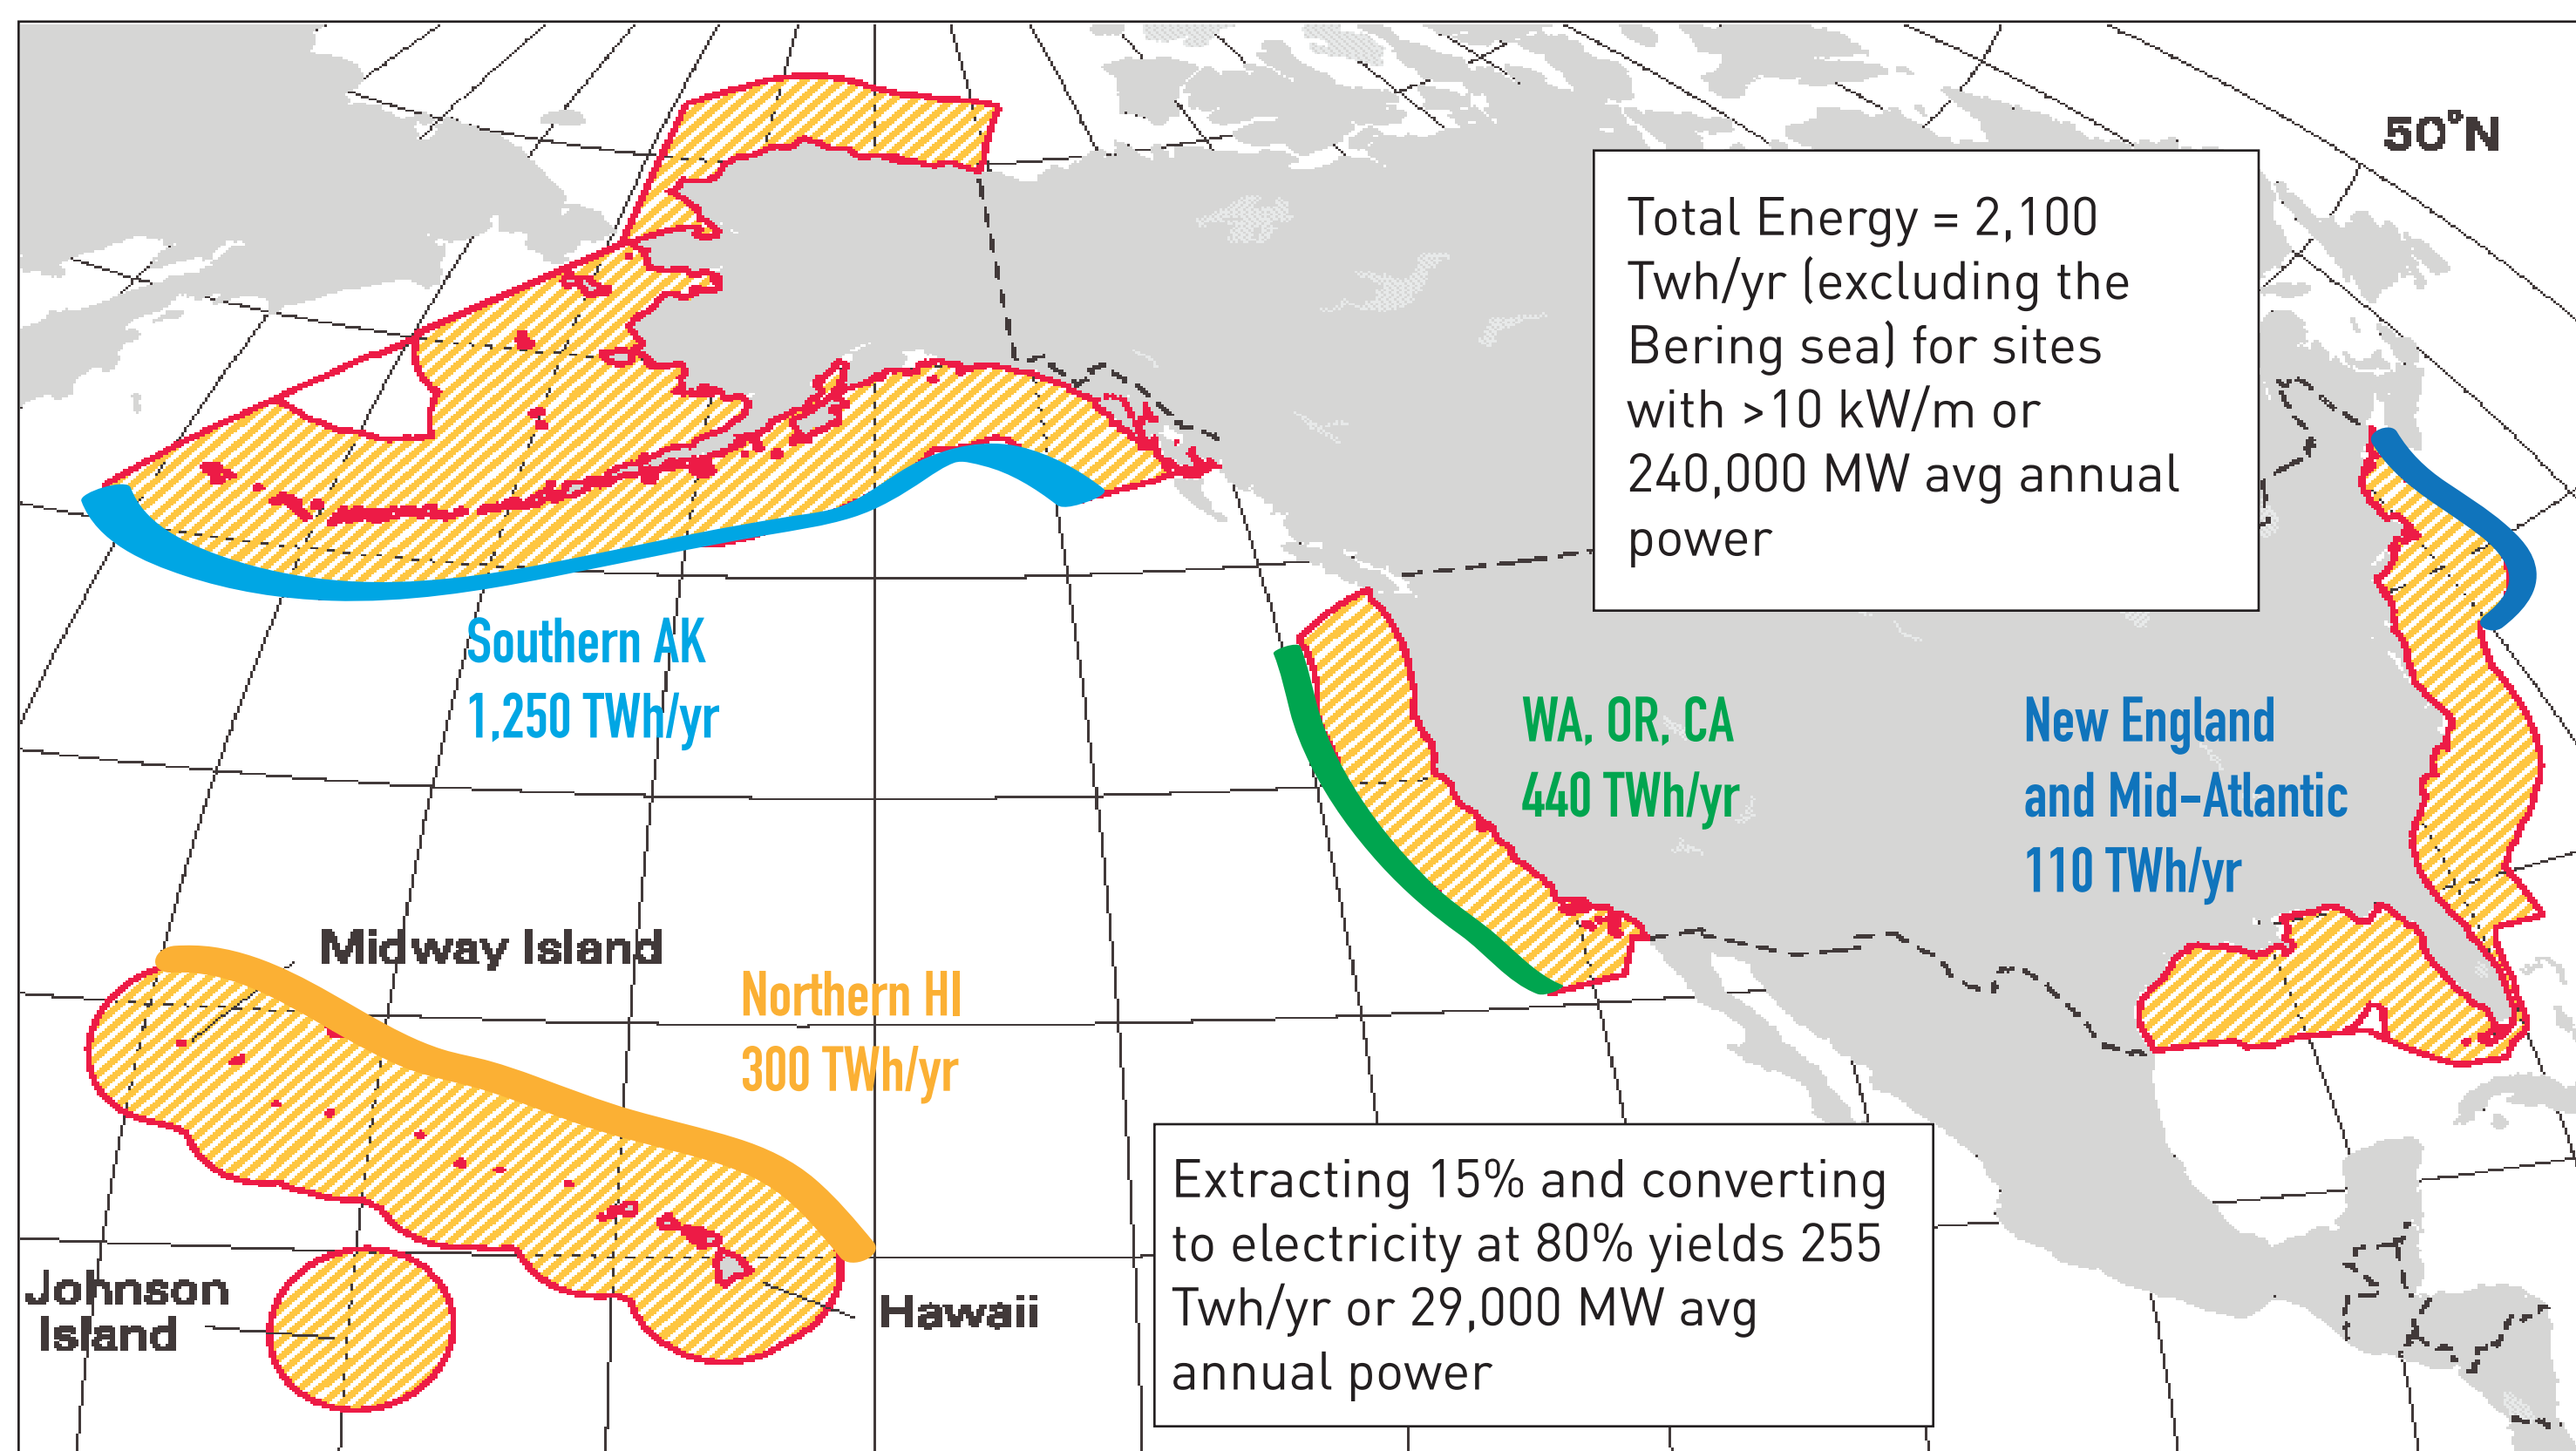 50°N
Total Energy = 2,100
Twh/yr (excluding the
Bering sea) for sites
with >10 kW/m or
240,000 MW avg annual
power
Southern AK
1,250 TWh/yr
WA, OR, CA
440 TWh/yr
New England
and Mid-Atlantic
110 TWh/yr
Midway Island
Northern HI
300 TWh/yr
Extracting 15% and converting
to electricity at 80% yields 255
Twh/yr or 29,000 MW avg
annual power
Johnson
Island
Hawaii